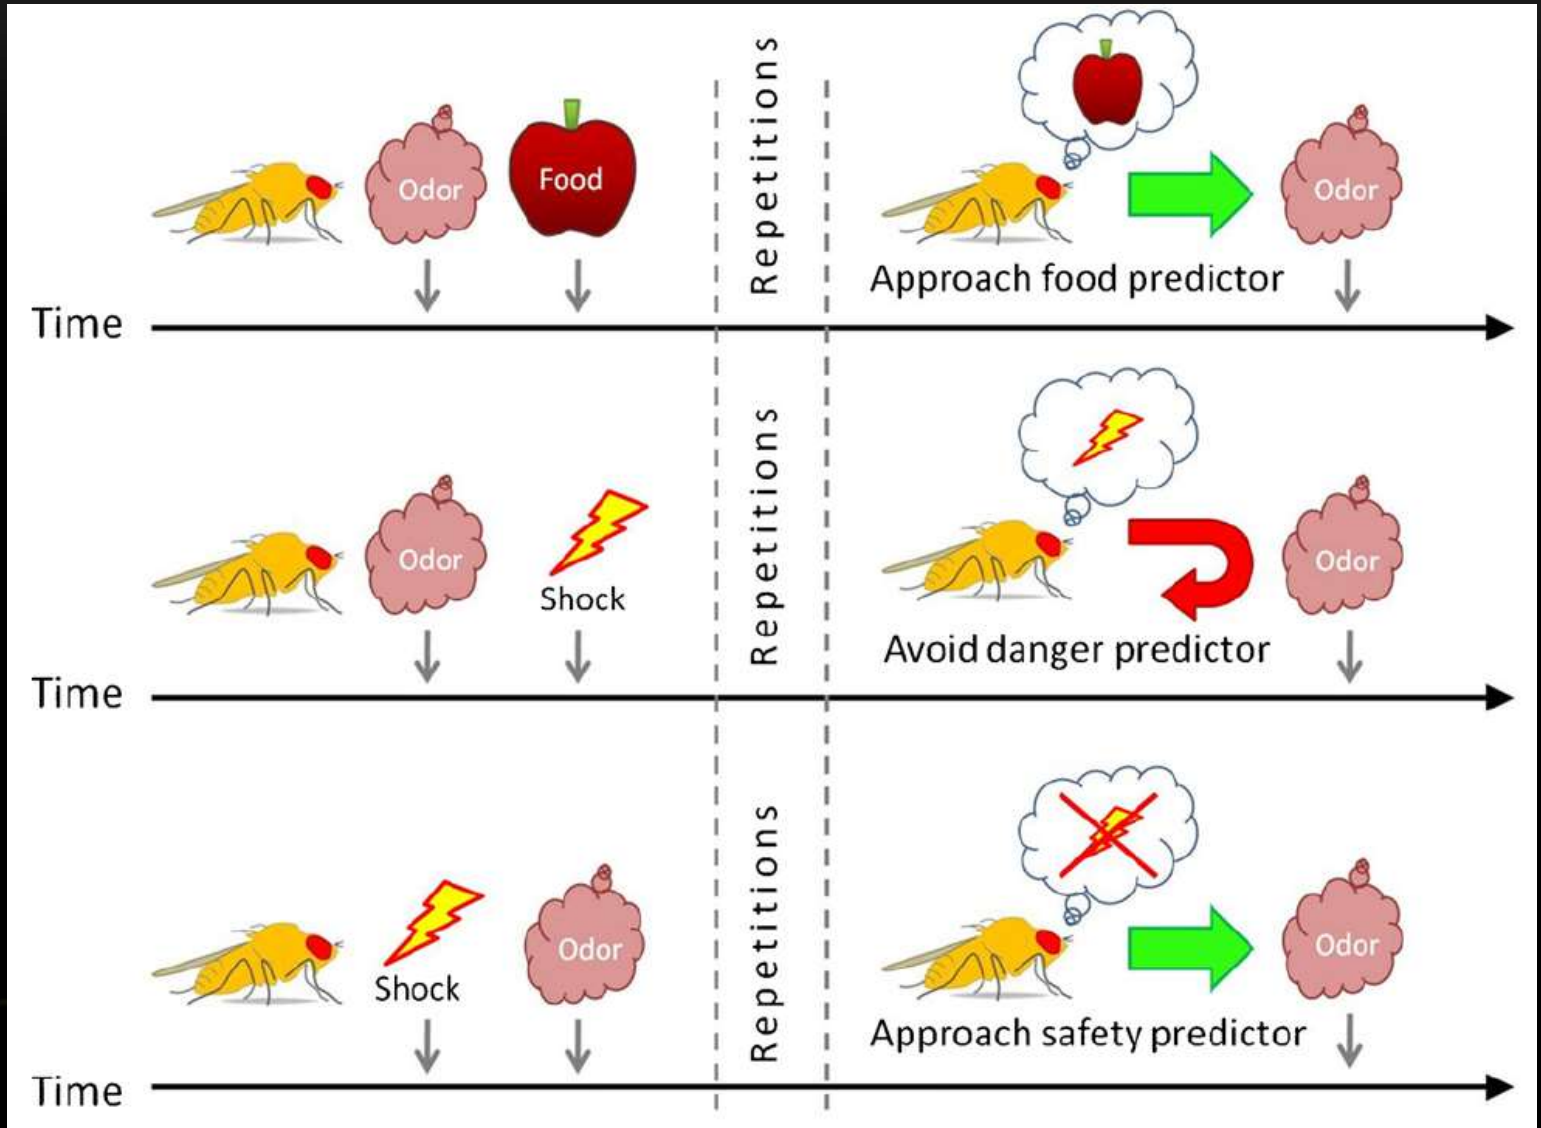 Odor
Food
Repetitions
Odor
Approach food predictor
Time
Odor
Shock
Repetitions
Odor
Avoid danger predictor
Time
Shock
Odor
Repetitions
Odor
Approach safety predictor
Time